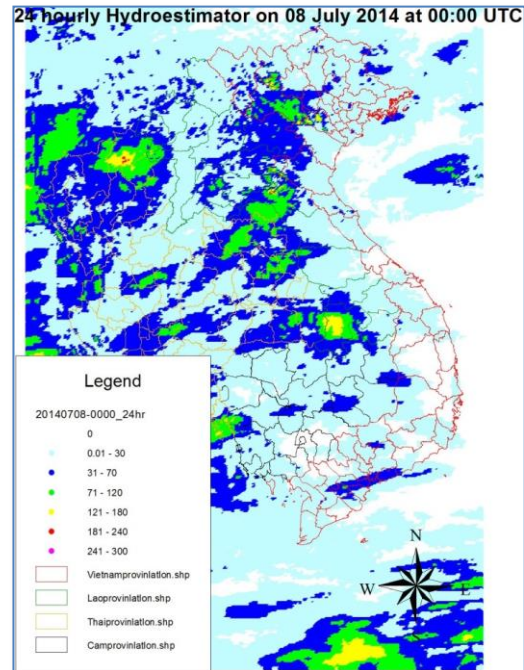 24 hourly Hydroestimator on 08 July 2014 at 00:00 UTC
Legend
20140708-0000_24hr
0
0.01 - 30
31 - 70
71 - 120
121 - 180
181 - 240
241 - 300
Vietnamprovinlation.shp
Laoprovinlation.shp
Thaiprovinlation.shp
Camprovinlation.shp
N
W
E
S